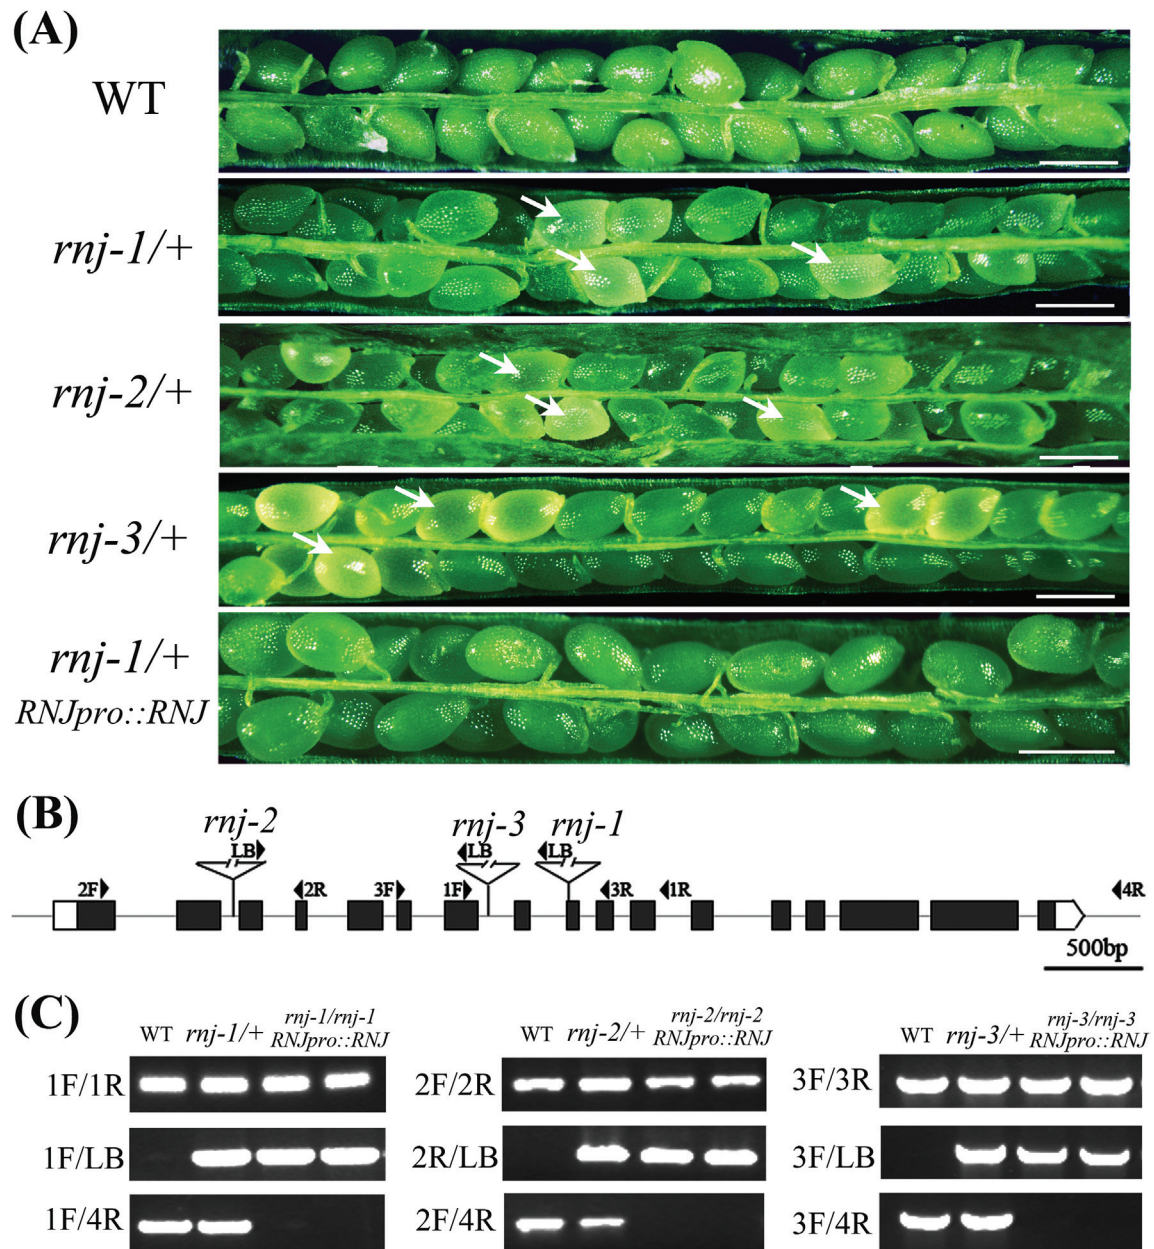 (A)
WT
rnj-1/+
rnj-2/+
rnj-3/+
rnj-1/+
RNJpro::RNJ
(B)
rnj-2
rnj-3
rnj-1
LB
LB
LB
2F
2R
3F
1F
3R
1R
4R
500bp
(C)
WT rnj-1/+ rnj-1/rnj-1 RNJpro::RNJ
1F/1R
1F/LB
1F/4R
WT rnj-2/+ rnj-2/rnj-2 RNJpro::RNJ
2F/2R
2R/LB
2F/4R
WT rnj-3/+ rnj-3/rnj-3 RNJpro::RNJ
3F/3R
3F/LB
3F/4R